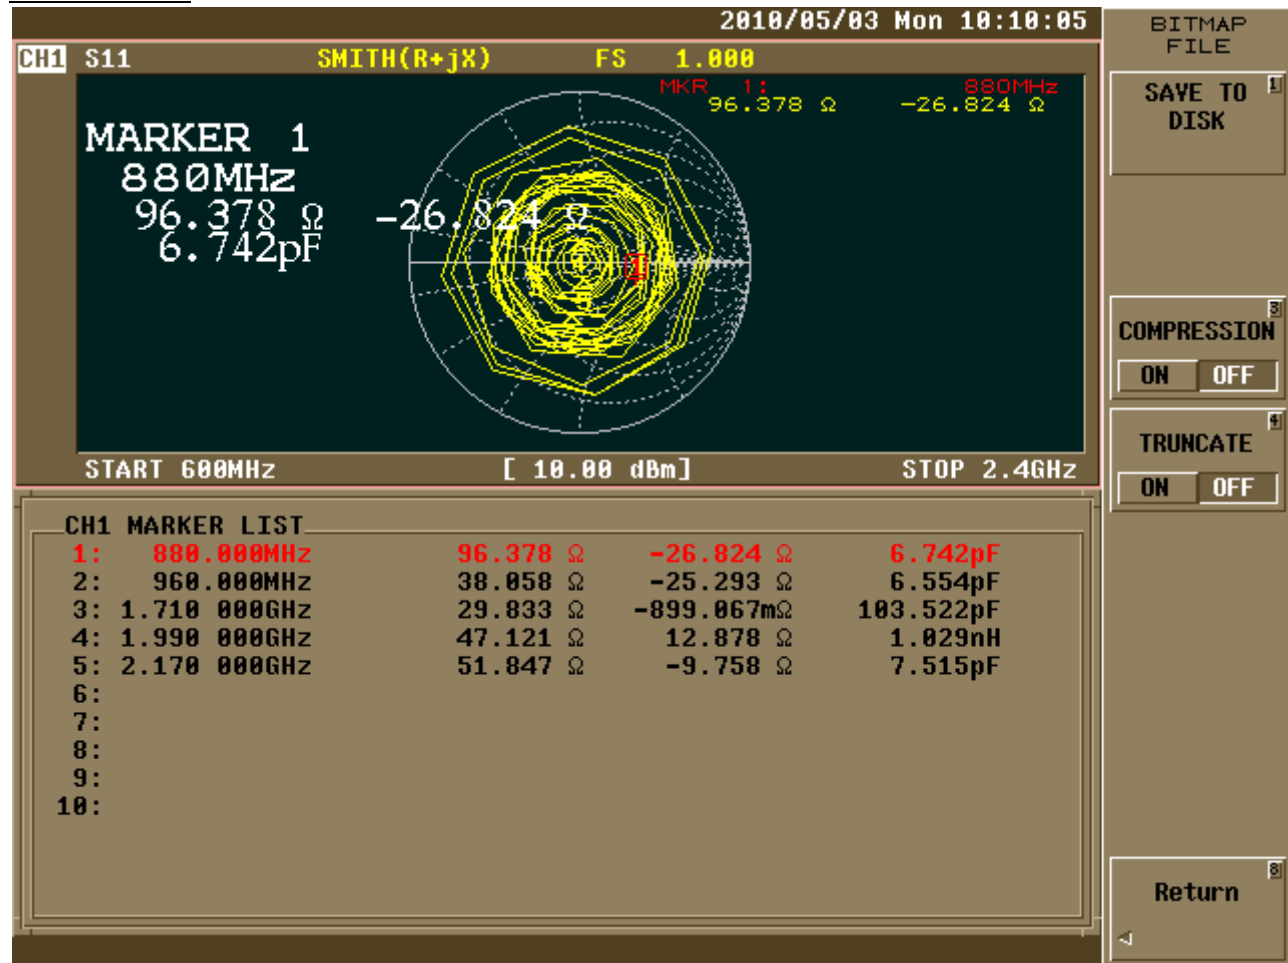 2010/05/03 Mon 10:10:05
CH1 S11 SMITH(R+jX) FS 1.000
MKR 1: 880MHz
96.378 Ω -26.824 Ω
MARKER 1
880MHz
96.378 Ω -26.824 Ω
6.742pF
1
START 600MHz [ 10.00 dBm] STOP 2.4GHz
CH1 MARKER LIST
1: 880.000MHz 96.378 Ω -26.824 Ω 6.742pF
2: 960.000MHz 38.058 Ω -25.293 Ω 6.554pF
3: 1.710 000GHz 29.833 Ω -899.067mΩ 103.522pF
4: 1.990 000GHz 47.121 Ω 12.878 Ω 1.029nH
5: 2.170 000GHz 51.847 Ω -9.758 Ω 7.515pF
6:
7:
8:
9:
10:
BITMAP
FILE
SAVE TO 1
DISK
3
COMPRESSION
ON OFF
4
TRUNCATE
ON OFF
8
Return